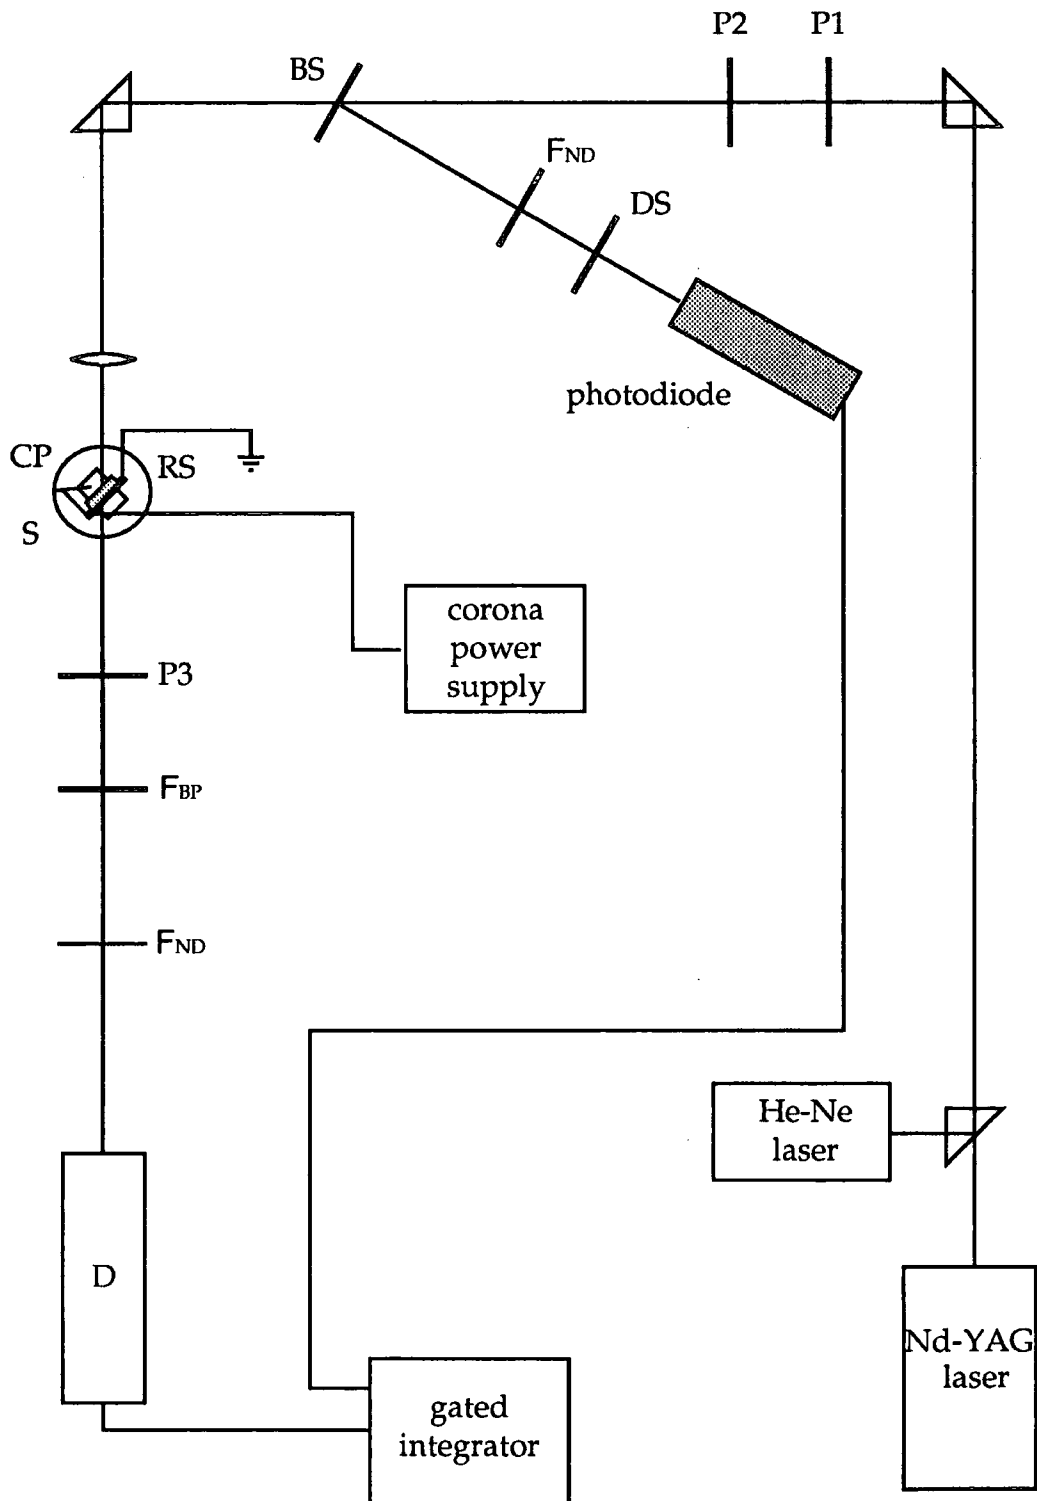 P2
P1
BS
FND
DS
photodiode
CP
RS
S
corona
power
supply
P3
FBP
FND
He-Ne
laser
D
Nd-YAG
laser
gated
integrator